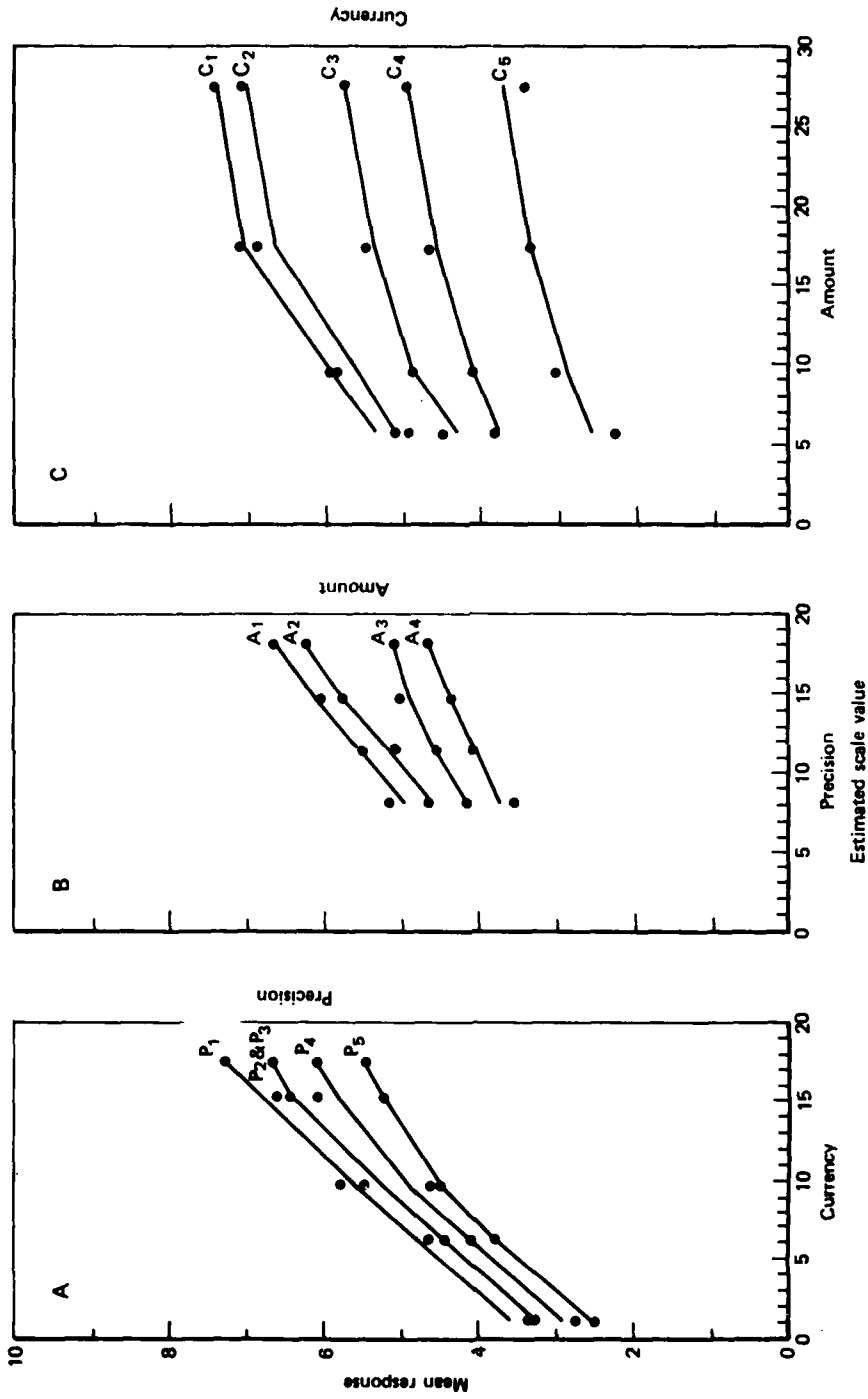 A
Precision
P1
P2 & P3
P4
P5
Mean response
10
8
6
4
2
0
0 5 10 15 20
Currency
B
Amount
A1
A2
A3
A4
0 5 10 15 20
Precision
Estimated scale value
C
Currency
C1
C2
C3
C4
C5
0 5 10 15 20 25 30
Amount